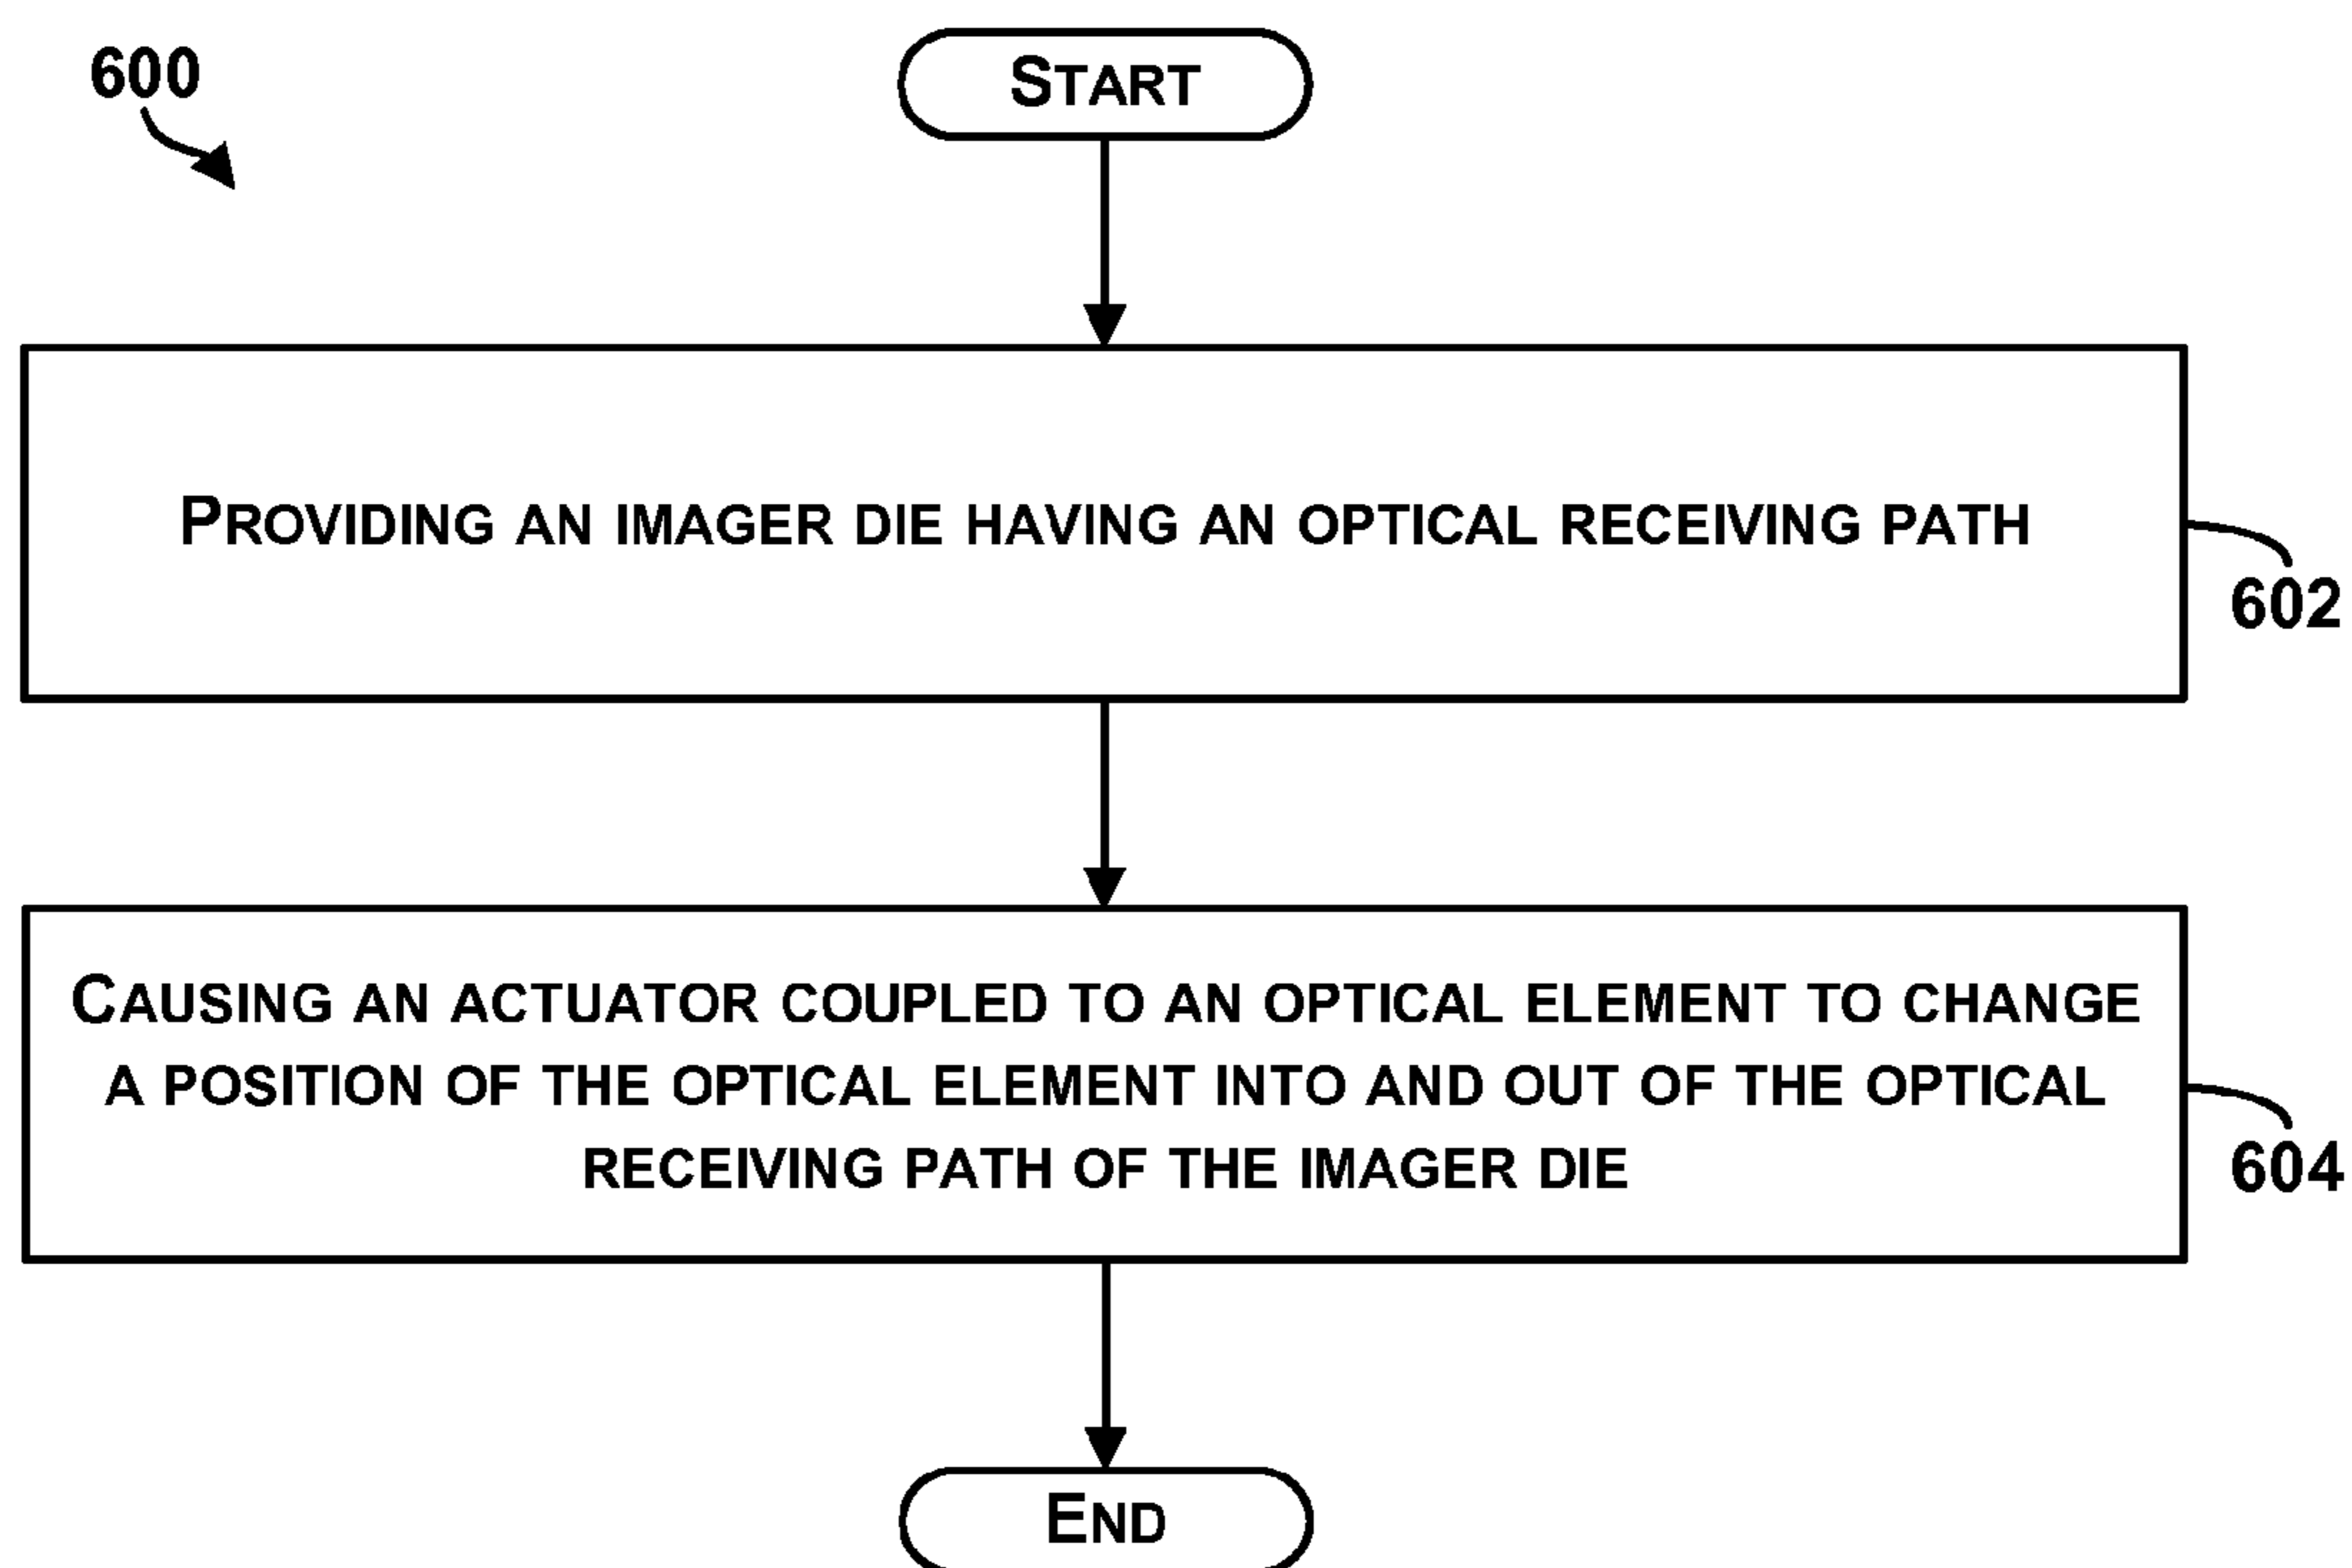 600
START
PROVIDING AN IMAGER DIE HAVING AN OPTICAL RECEIVING PATH
602
CAUSING AN ACTUATOR COUPLED TO AN OPTICAL ELEMENT TO CHANGE
A POSITION OF THE OPTICAL ELEMENT INTO AND OUT OF THE OPTICAL
RECEIVING PATH OF THE IMAGER DIE
604
END